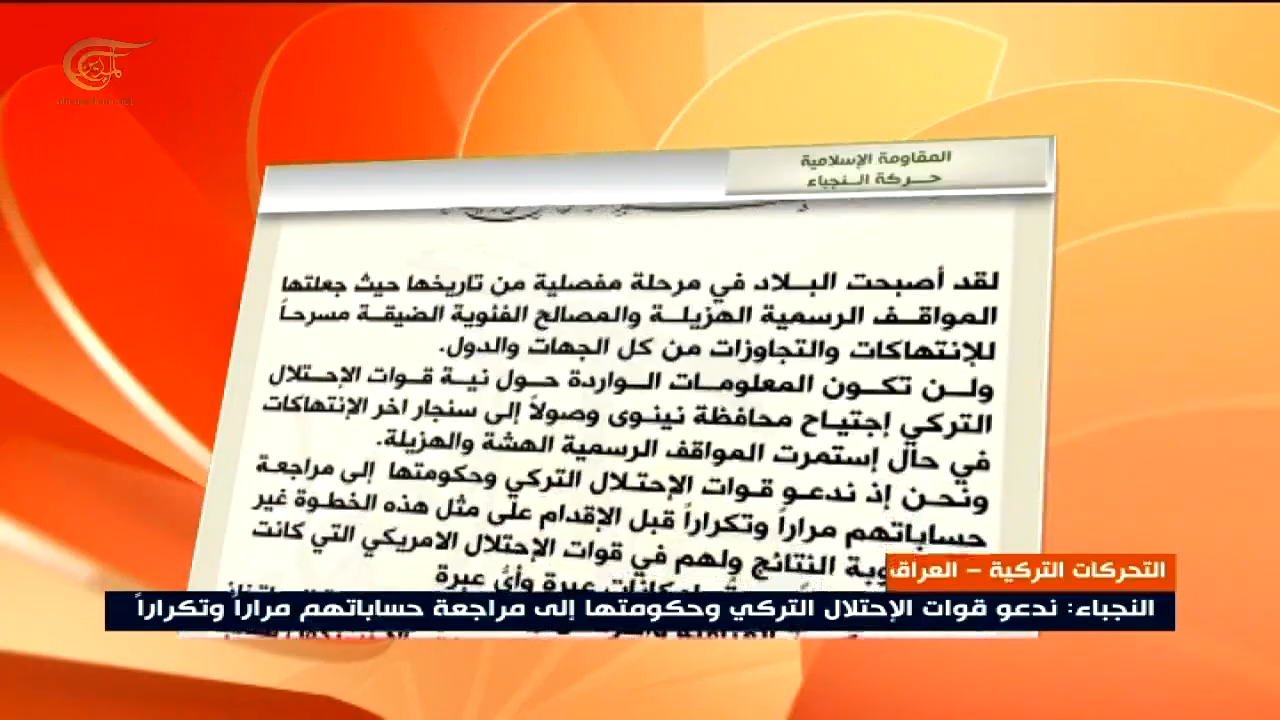 الميادين
المقاومة الإسلامية
حركة النجباء
لقد أصبحت البلاد في مرحلة مفصلية من تاريخها حيث جعلتها
المواقف الرسمية الهزيلة والمصالح الفئوية الضيقة مسرحاً
للإنتهاكات والتجاوزات من كل الجهات والدول.
ولن تكون المعلومات الواردة حول نية قوات الإحتلال
التركي إجتياح محافظة نينوى وصولاً إلى سنجار اخر الإنتهاكات
في حال إستمرت المواقف الرسمية الهشة والهزيلة.
ونحن إذ ندعو قوات الإحتلال التركي وحكومتها إلى مراجعة
حساباتهم مراراً وتكراراً قبل الإقدام على مثل هذه الخطوة غير
النتائج ولهم في قوات الإحتلال الامريكي التي كانت
عبرة وأيُّ عبرة
التحركات التركية - العراق
النجباء: ندعو قوات الإحتلال التركي وحكومتها إلى مراجعة حساباتهم مراراً وتكراراً